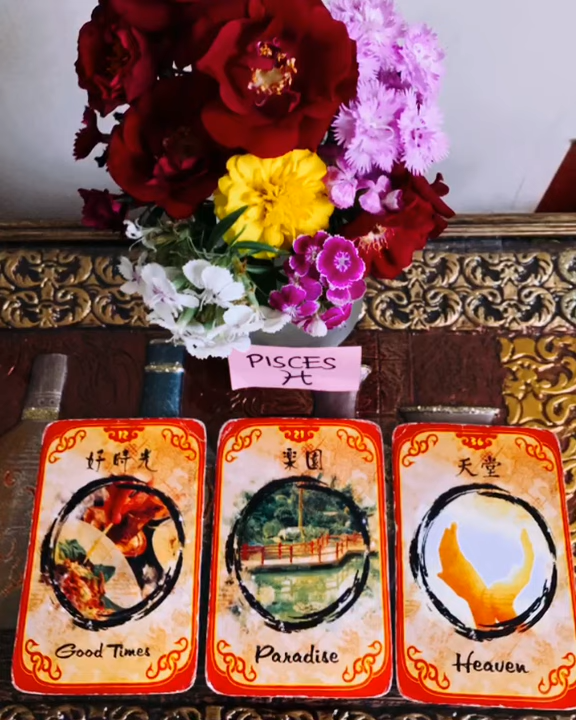 PISCES
♓
好時光
Good Times
樂園
Paradise
天堂
Heaven